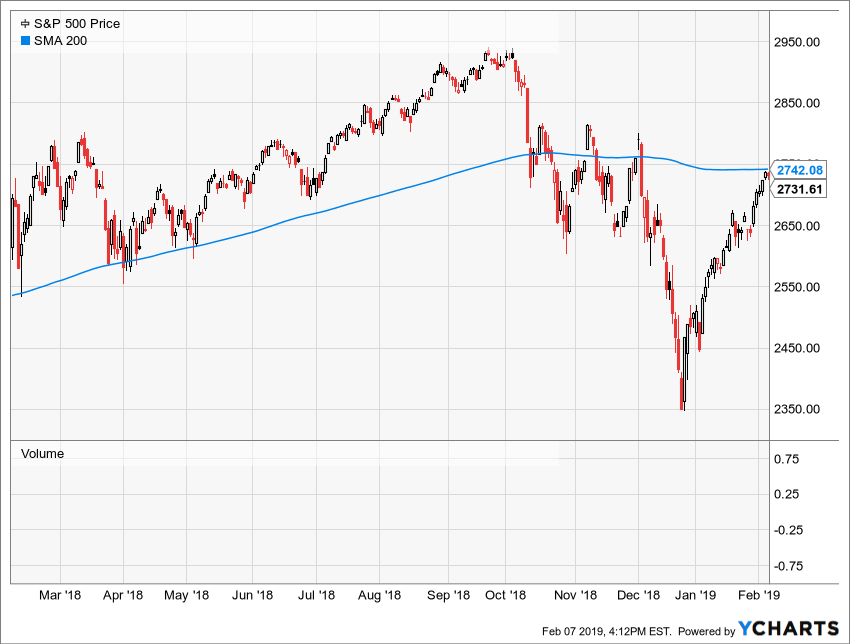 S&P 500 Price
SMA 200
2950.00
2850.00
2742.08
2731.61
2650.00
2550.00
2450.00
2350.00
Volume
0.75
0.25
-0.25
-0.75
Mar '18 Apr '18 May '18 Jun '18 Jul '18 Aug '18 Sep '18 Oct '18 Nov '18 Dec '18 Jan '19 Feb '19
Feb 07 2019, 4:12PM EST. Powered by YCHARTS